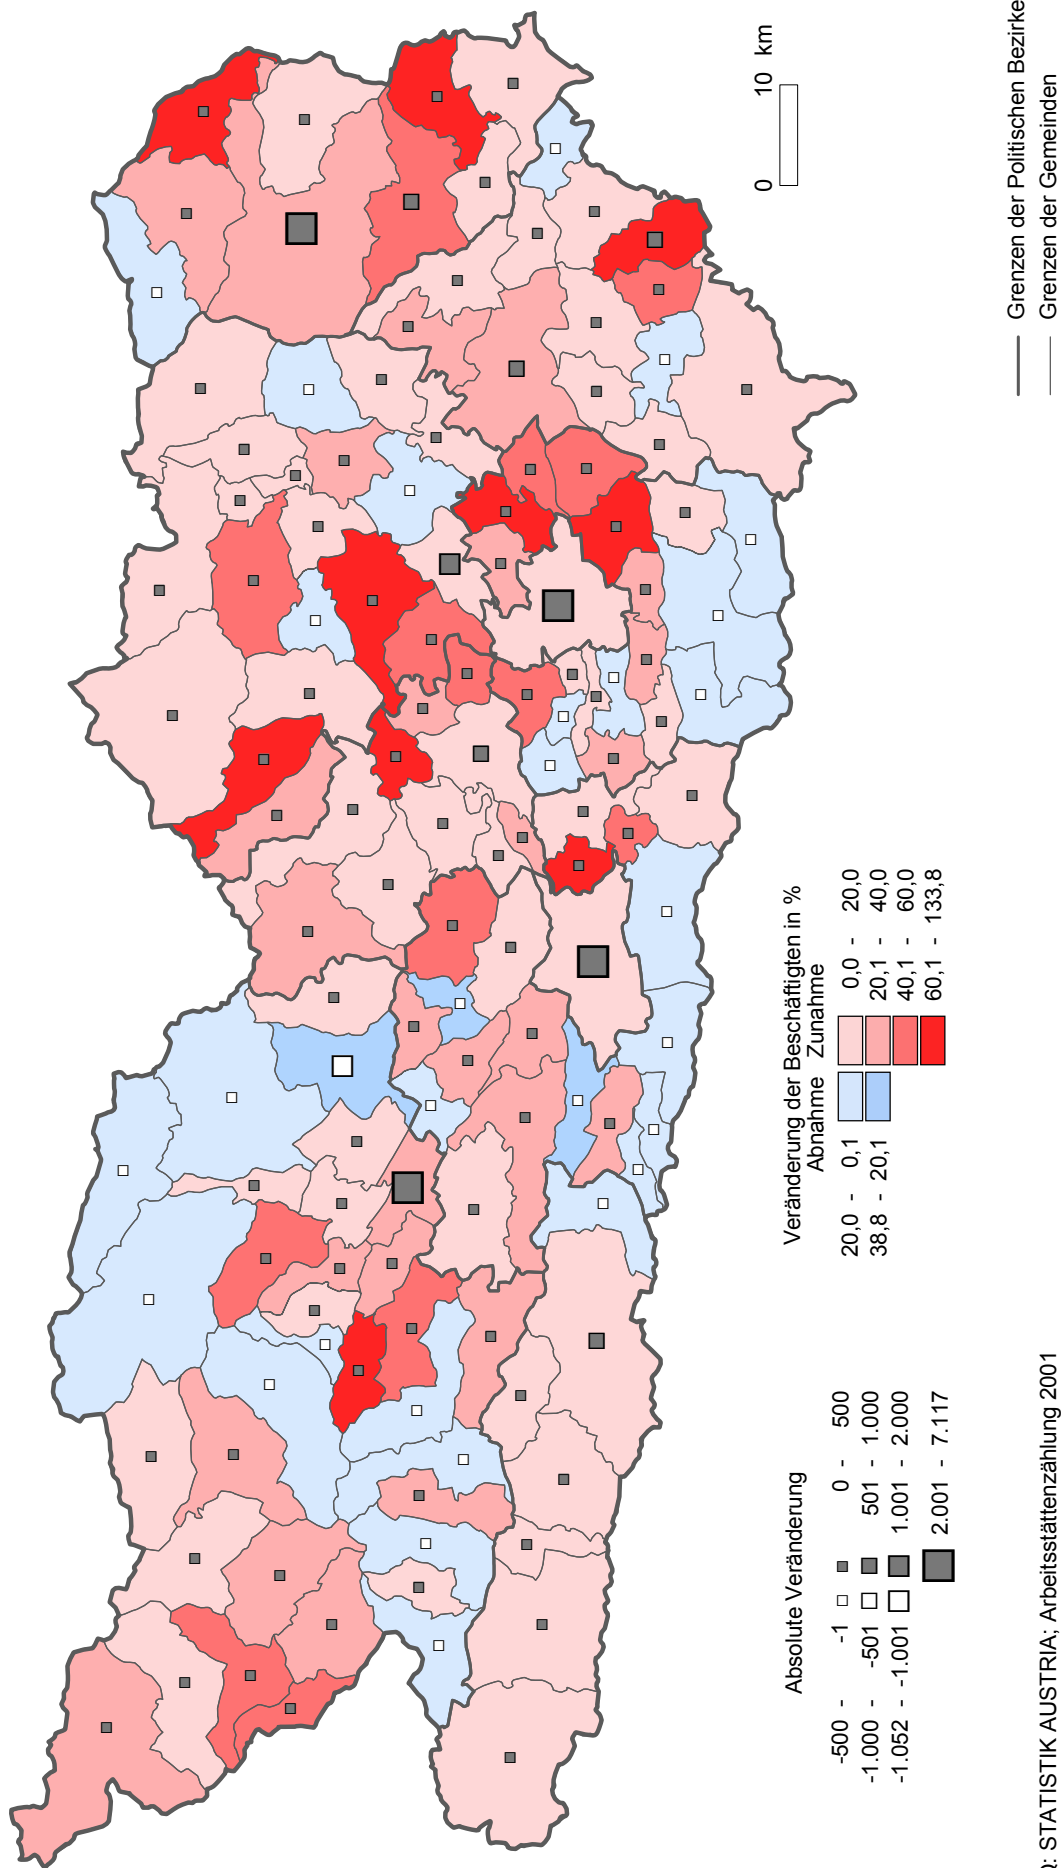 0 10 km
Absolute Veränderung
-500 - -1 0 - 500
-1.000 - -501 501 - 1.000
-1.052 - -1.001 1.001 - 2.000
2.001 - 7.117
Veränderung der Beschäftigten in %
Abnahme Zunahme
20,0 - 0,1 0,0 - 20,0
38,8 - 20,1 20,1 - 40,0
40,1 - 60,0
60,1 - 133,8
Grenzen der Politischen Bezirke
Grenzen der Gemeinden
: STATISTIK AUSTRIA; Arbeitsstättenzählung 2001